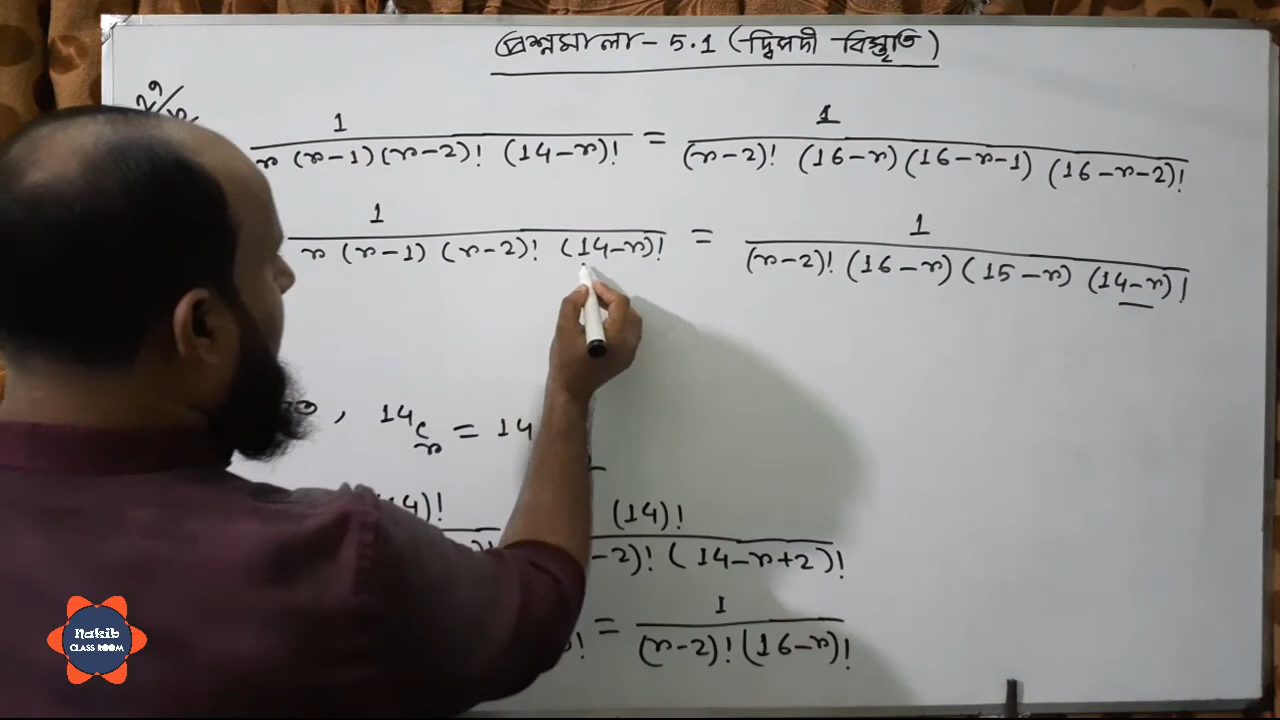 প্রশ্নমালা - 5.1 (দ্বিপদী বিস্তৃতি)
1 / r (r-1)(r-2)! (14-r)! = 1 / (r-2)! (16-r)(16-r-1) (16-r-2)!
1 / r (r-1) (r-2)! (14-r)! = 1 / (r-2)! (16-r) (15-r) (14-r)!
, 14Cr = 14
4)! (14)!
-2)! (14-r+2)!
= 1 / (r-2)! (16-r)!
Nakib
CLASS ROOM